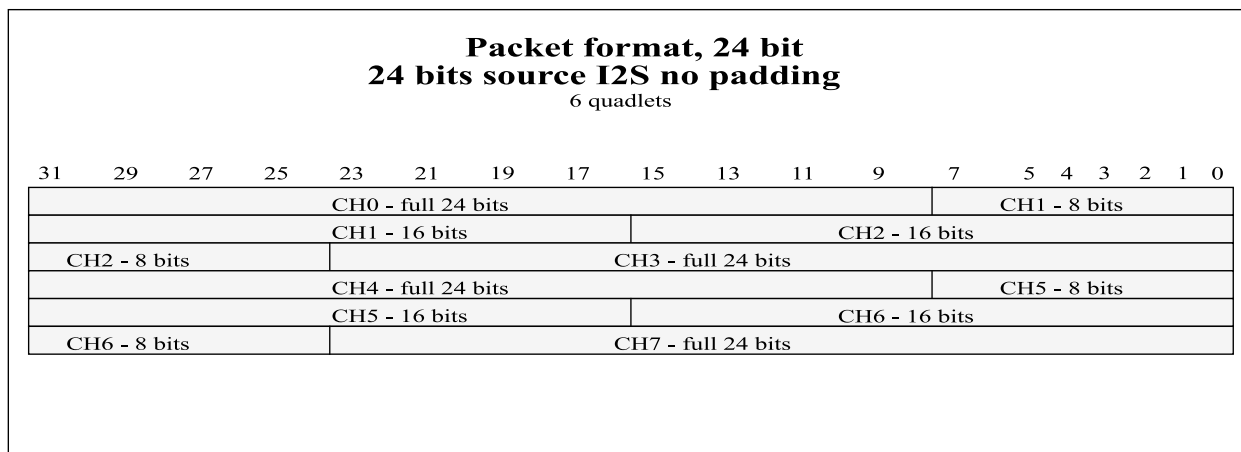 Packet format, 24 bit
24 bits source I2S no padding
6 quadlets
31 29 27 25 23 21 19 17 15 13 11 9 7 5 4 3 2 1 0
CH0 - full 24 bits CH1 - 8 bits
CH1 - 16 bits CH2 - 16 bits
CH2 - 8 bits CH3 - full 24 bits
CH4 - full 24 bits CH5 - 8 bits
CH5 - 16 bits CH6 - 16 bits
CH6 - 8 bits CH7 - full 24 bits